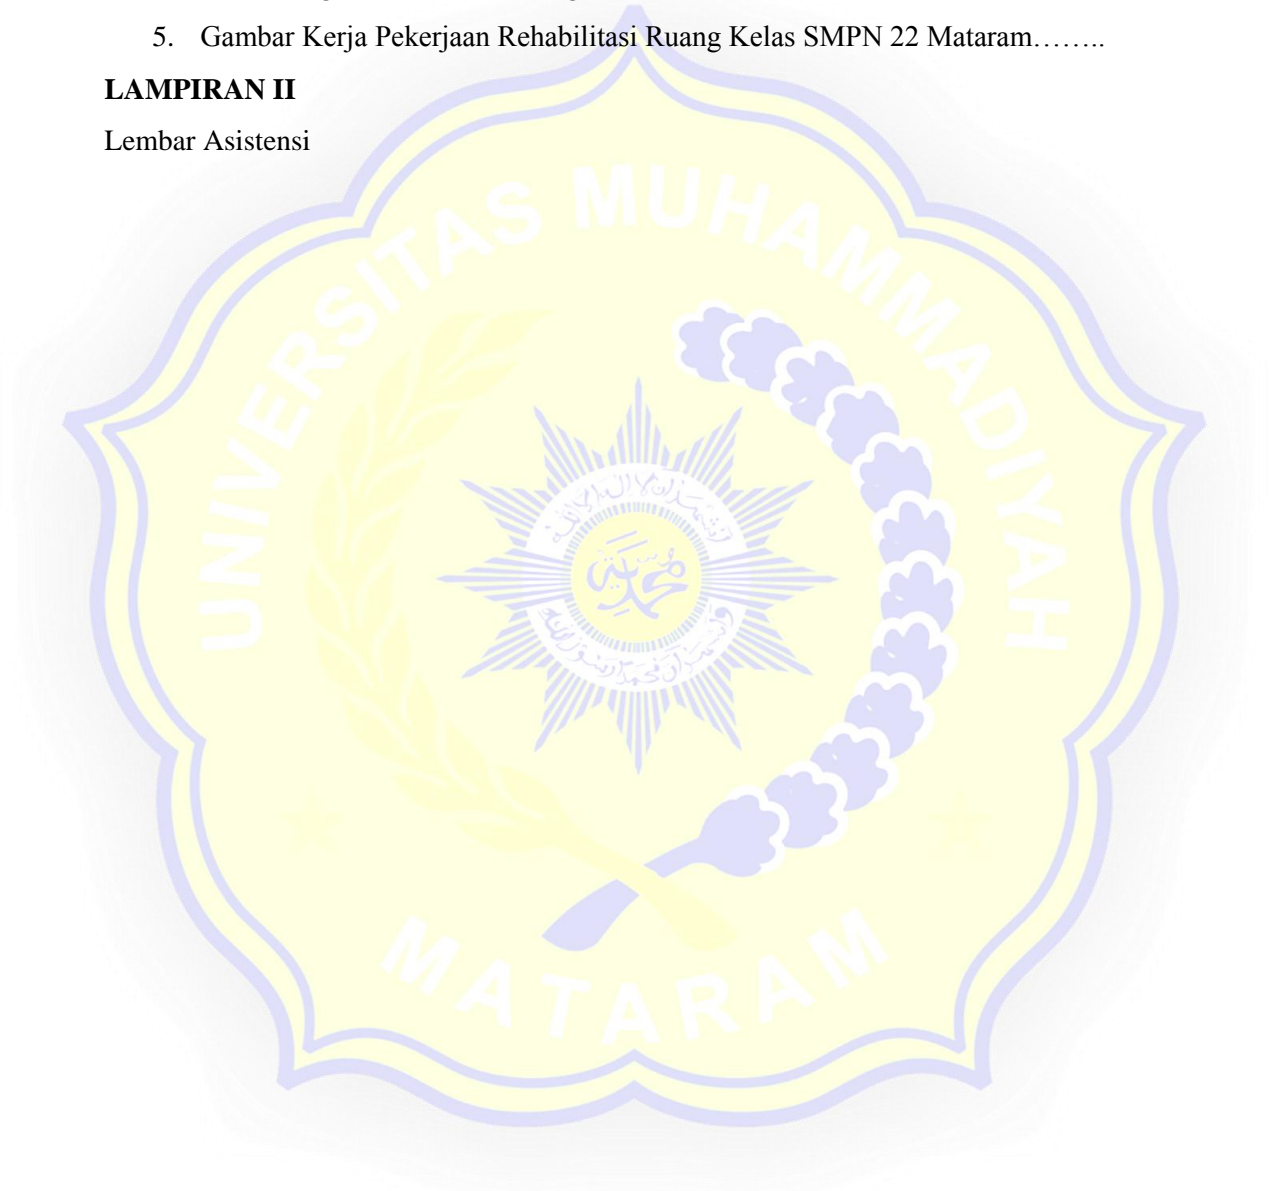 5. Gambar Kerja Pekerjaan Rehabilitasi Ruang Kelas SMPN 22 Mataram……..
LAMPIRAN II
Lembar Asistensi
UNIVERSITAS MUHAMMADIYAH
MATARAM